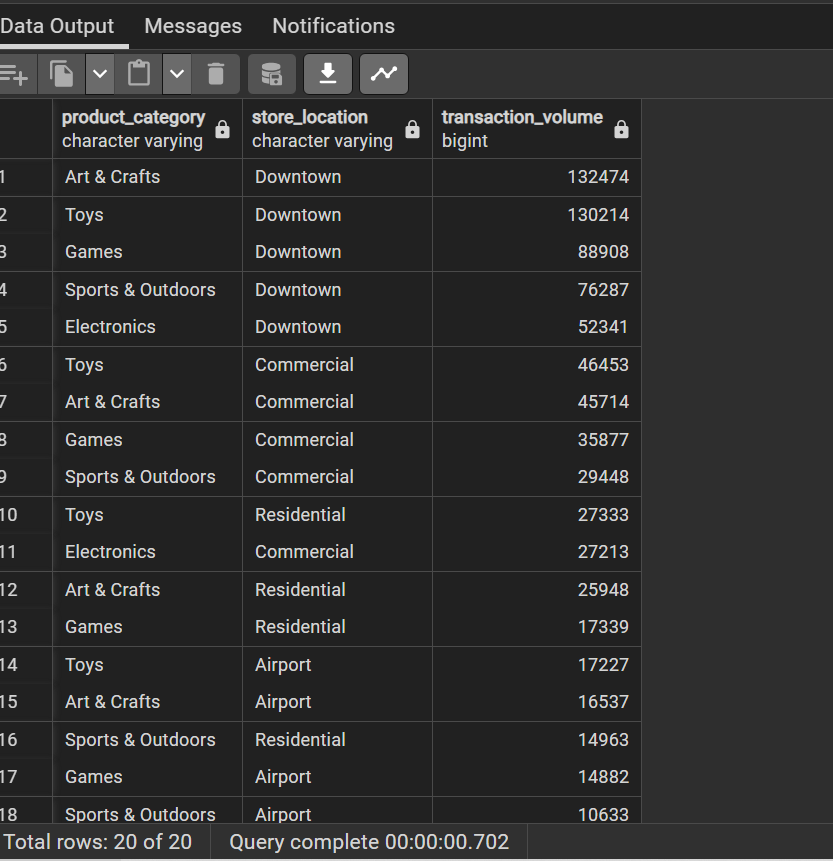 Data Output Messages Notifications
product_category store_location transaction_volume
character varying character varying bigint
1 Art & Crafts Downtown 132474
2 Toys Downtown 130214
3 Games Downtown 88908
4 Sports & Outdoors Downtown 76287
5 Electronics Downtown 52341
6 Toys Commercial 46453
7 Art & Crafts Commercial 45714
8 Games Commercial 35877
9 Sports & Outdoors Commercial 29448
10 Toys Residential 27333
11 Electronics Commercial 27213
12 Art & Crafts Residential 25948
13 Games Residential 17339
14 Toys Airport 17227
15 Art & Crafts Airport 16537
16 Sports & Outdoors Residential 14963
17 Games Airport 14882
18 Sports & Outdoors Airport 10633
Total rows: 20 of 20 Query complete 00:00:00.702